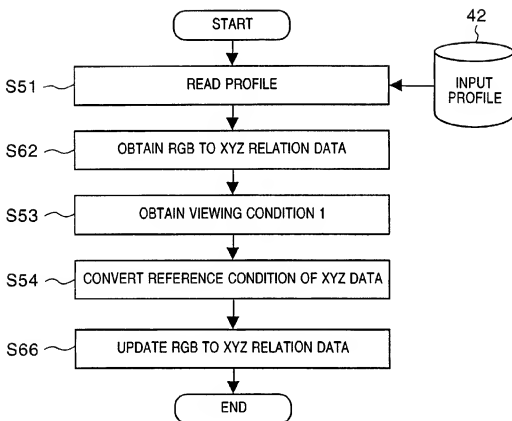 START
42
S51
READ PROFILE
INPUT
PROFILE
S62
OBTAIN RGB TO XYZ RELATION DATA
S53
OBTAIN VIEWING CONDITION 1
S54
CONVERT REFERENCE CONDITION OF XYZ DATA
S66
UPDATE RGB TO XYZ RELATION DATA
END